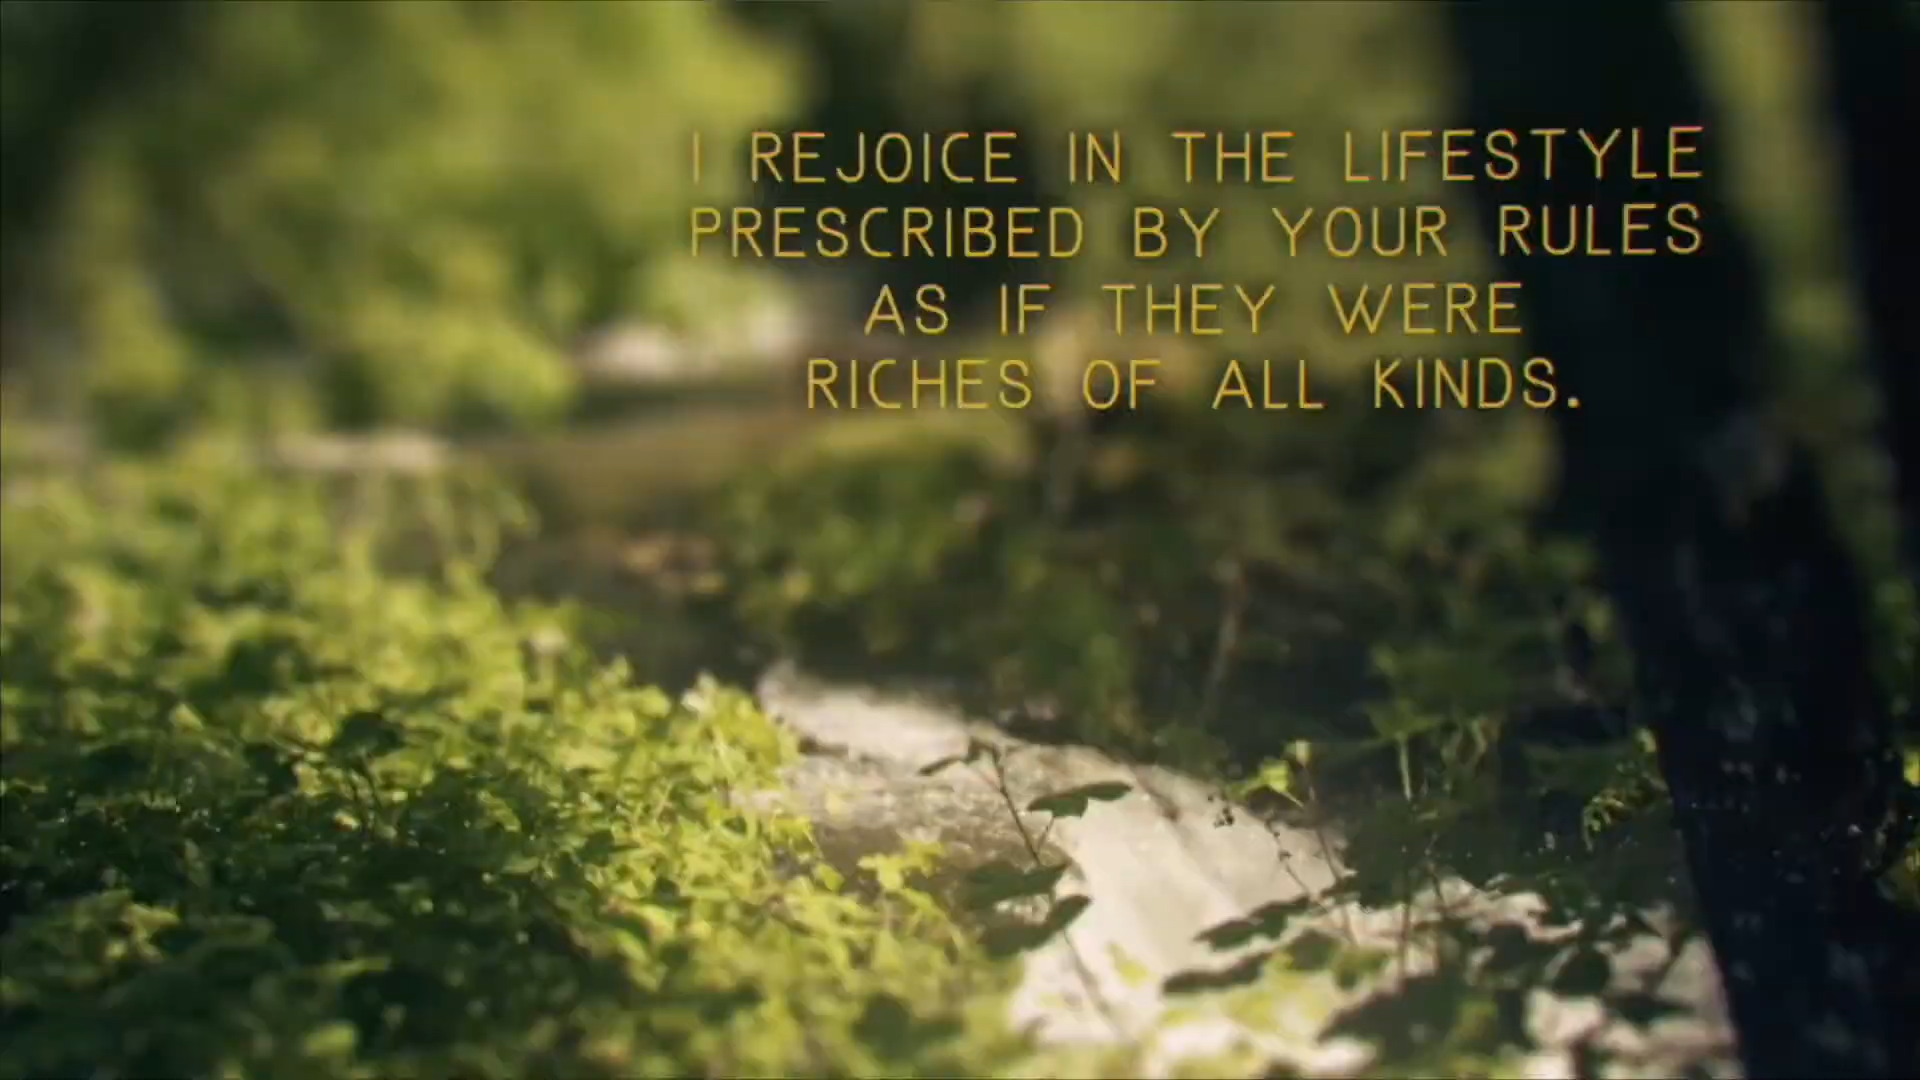 I REJOICE IN THE LIFESTYLE
PRESCRIBED BY YOUR RULES
AS IF THEY WERE
RICHES OF ALL KINDS.